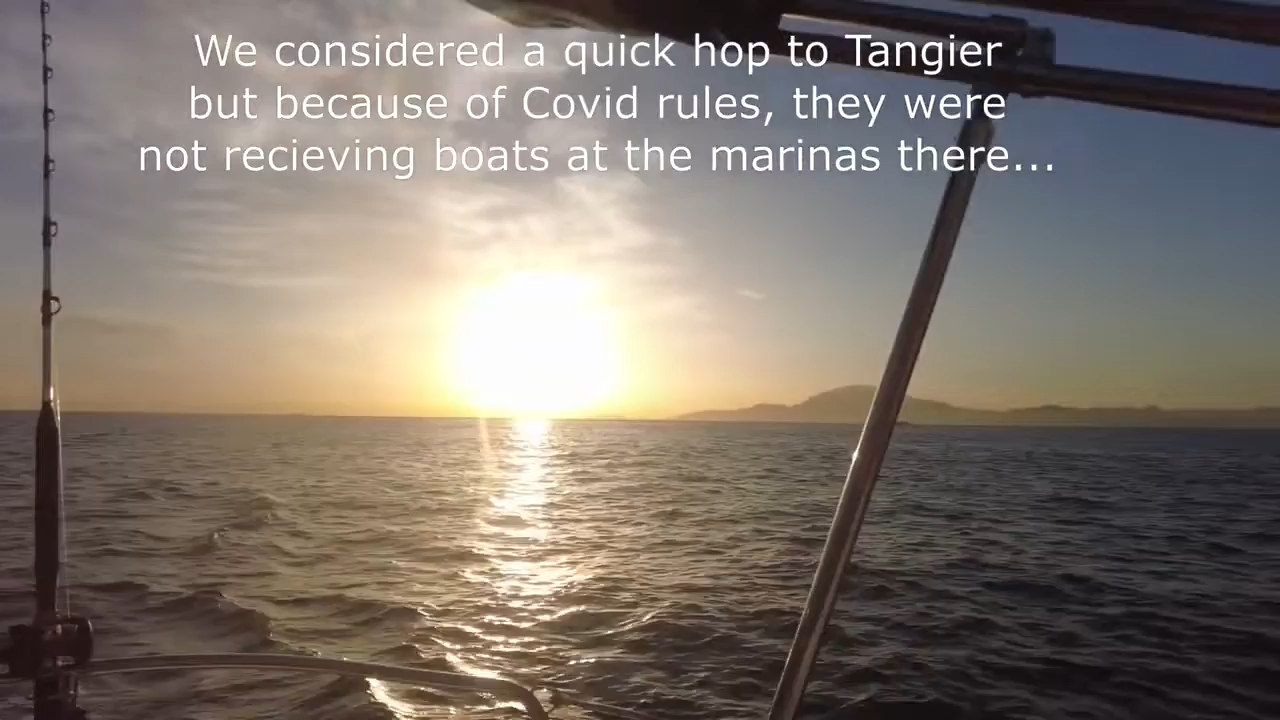 We considered a quick hop to Tangier
but because of Covid rules, they were
not recieving boats at the marinas there...